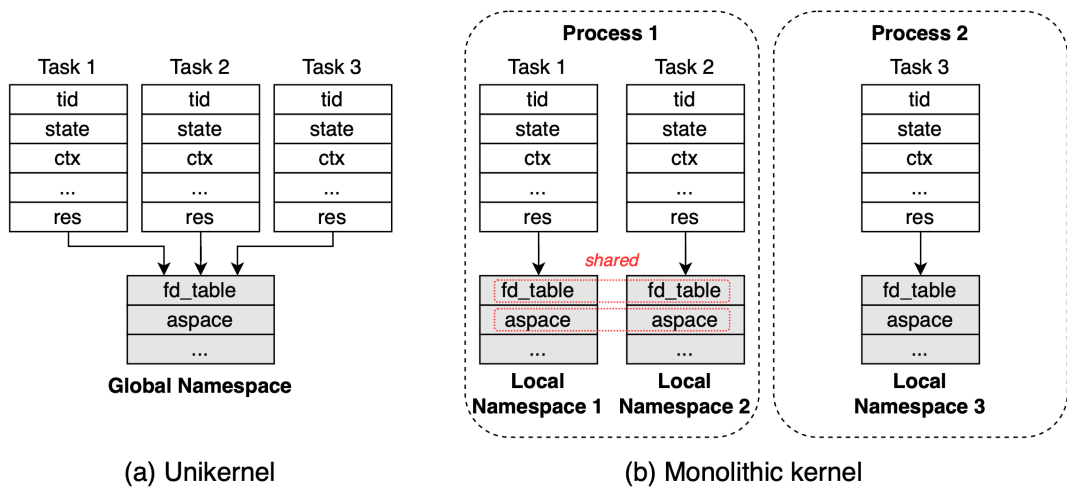 Process 1
Process 2
Task 1
Task 2
Task 3
Task 1
Task 2
Task 3
tid
tid
tid
tid
tid
tid
state
state
state
state
state
state
ctx
ctx
ctx
ctx
ctx
ctx
...
...
...
...
...
...
res
res
res
res
res
res
shared
fd_table
fd_table
fd_table
fd_table
aspace
aspace
aspace
aspace
...
...
...
...
Global Namespace
Local
Namespace 1
Local
Namespace 2
Local
Namespace 3
(a) Unikernel
(b) Monolithic kernel